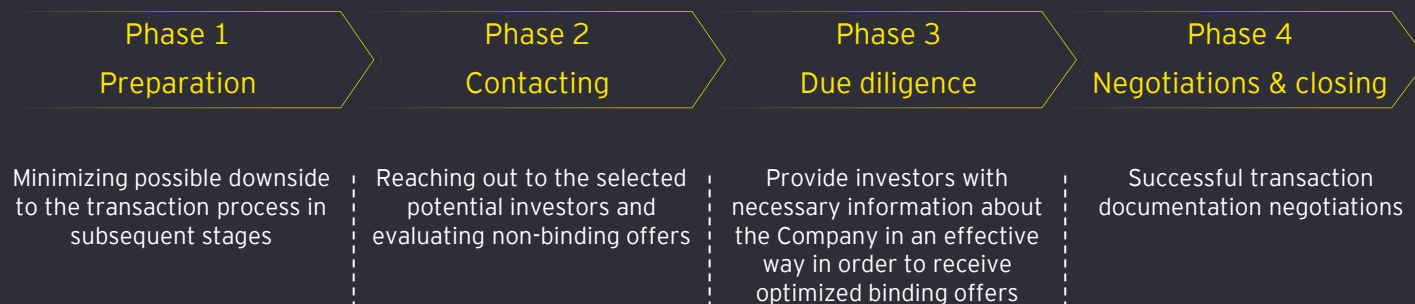 Phase 1
Preparation
Phase 2
Contacting
Phase 3
Due diligence
Phase 4
Negotiations & closing
Minimizing possible downside
to the transaction process in
subsequent stages
Reaching out to the selected
potential investors and
evaluating non-binding offers
Provide investors with
necessary information about
the Company in an effective
way in order to receive
optimized binding offers
Successful transaction
documentation negotiations